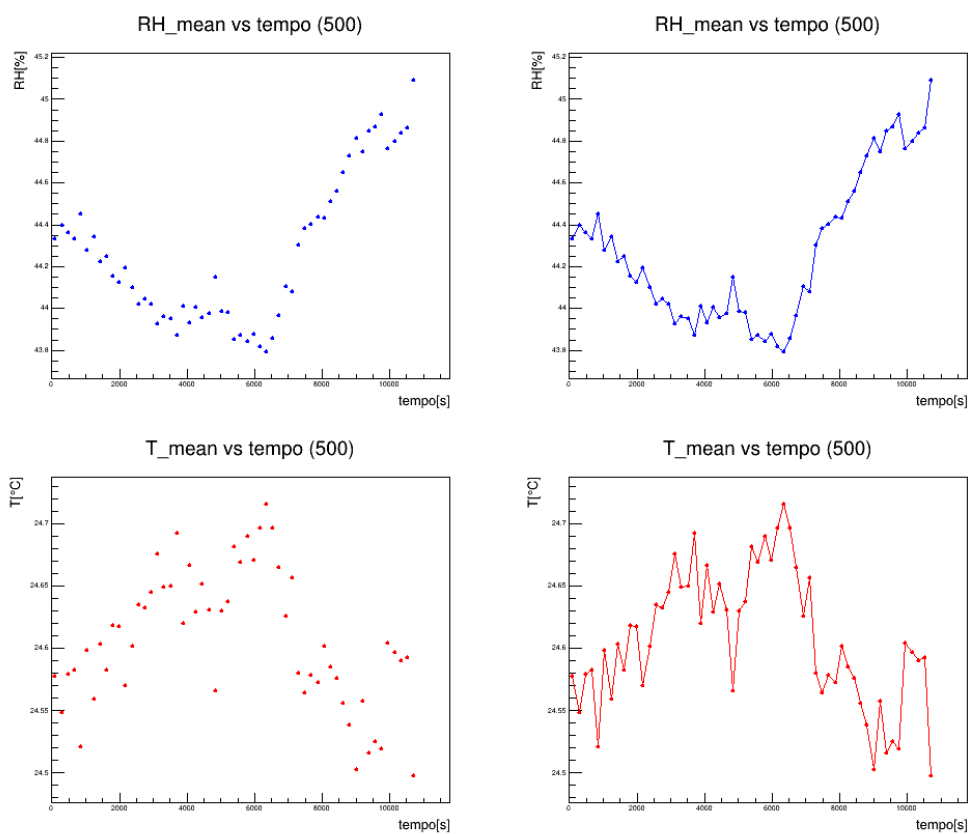 RH_mean vs tempo (500)
RH[%]
45.2
45
44.8
44.6
44.4
44.2
44
43.8
0 2000 4000 6000 8000 10000
tempo[s]
RH_mean vs tempo (500)
RH[%]
45.2
45
44.8
44.6
44.4
44.2
44
43.8
0 2000 4000 6000 8000 10000
tempo[s]
T_mean vs tempo (500)
T[°C]
24.7
24.65
24.6
24.55
24.5
0 2000 4000 6000 8000 10000
tempo[s]
T_mean vs tempo (500)
T[°C]
24.7
24.65
24.6
24.55
24.5
0 2000 4000 6000 8000 10000
tempo[s]